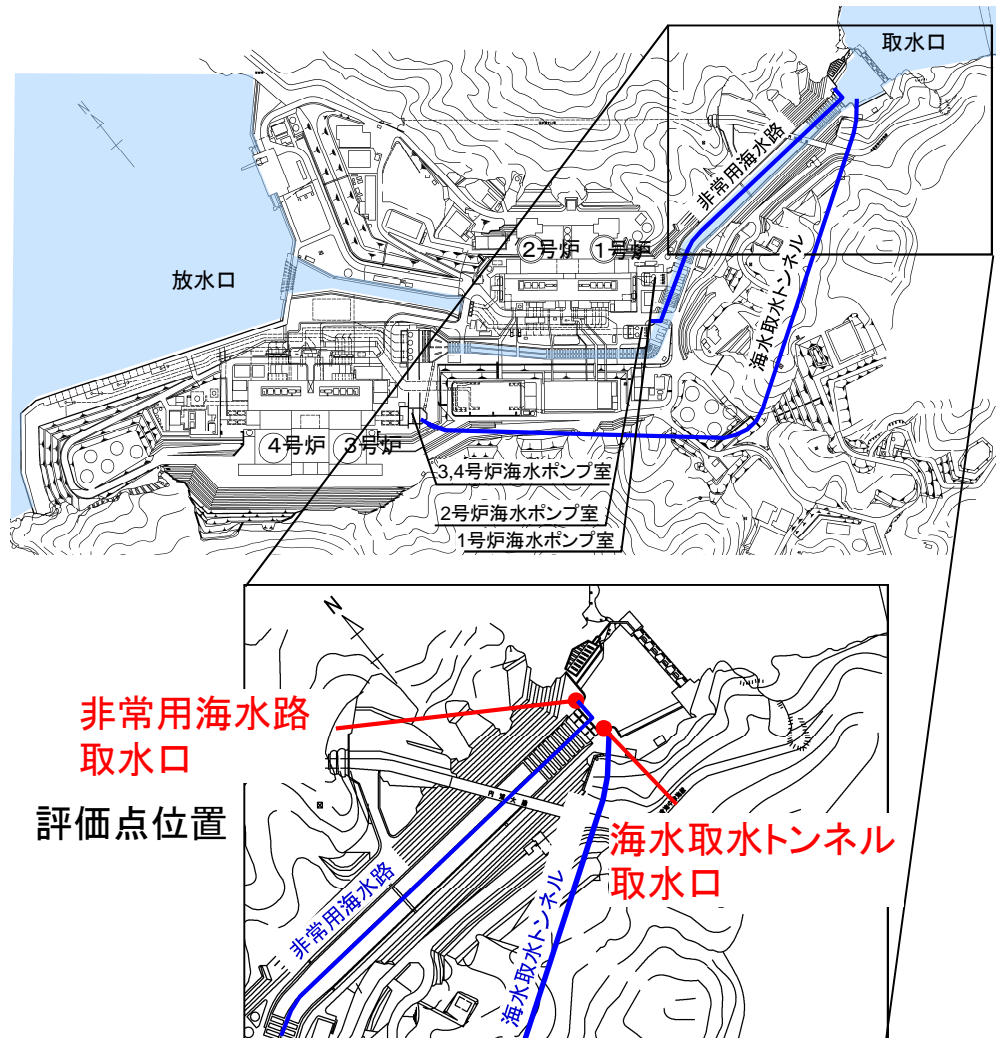 取水口
非常用海水路
海水取水トンネル
2号炉
1号炉
放水口
4号炉
3号炉
3,4号炉海水ポンプ室
2号炉海水ポンプ室
1号炉海水ポンプ室
N
非常用海水路
取水口
評価点位置
海水取水トンネル
取水口
非常用海水路
海水取水トンネル